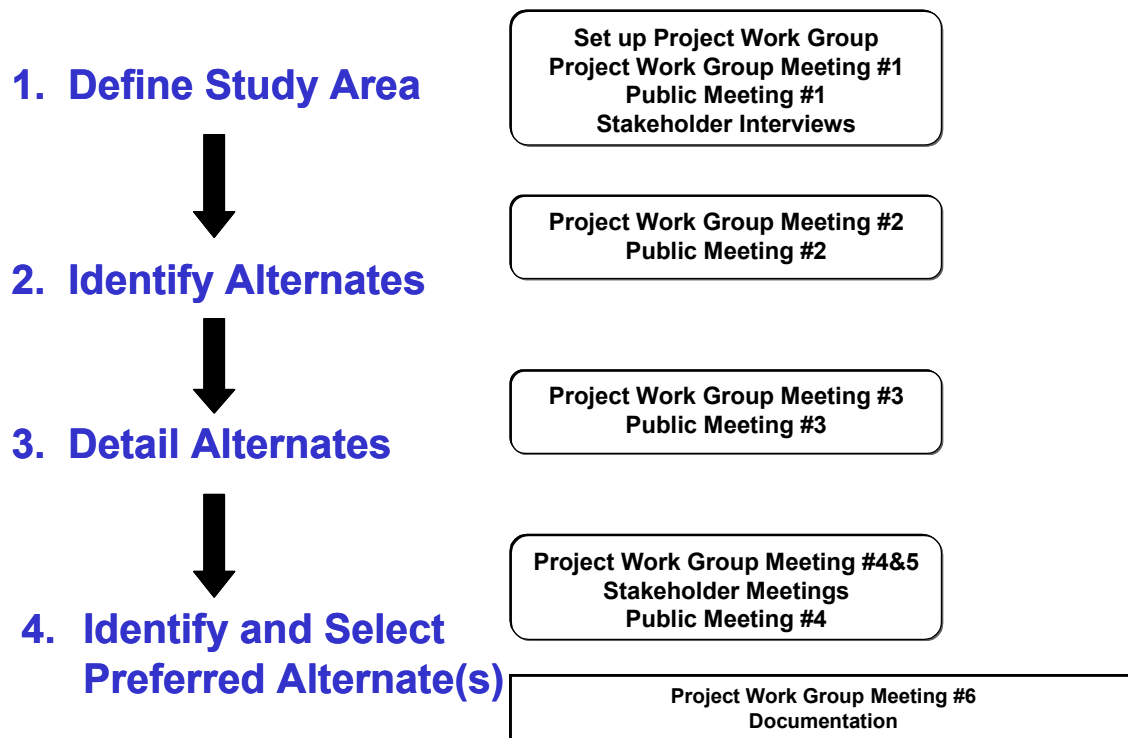 1. Define Study Area
Set up Project Work Group
Project Work Group Meeting #1
Public Meeting #1
Stakeholder Interviews
2. Identify Alternates
Project Work Group Meeting #2
Public Meeting #2
3. Detail Alternates
Project Work Group Meeting #3
Public Meeting #3
4. Identify and Select
Preferred Alternate(s)
Project Work Group Meeting #4&5
Stakeholder Meetings
Public Meeting #4
Project Work Group Meeting #6
Documentation